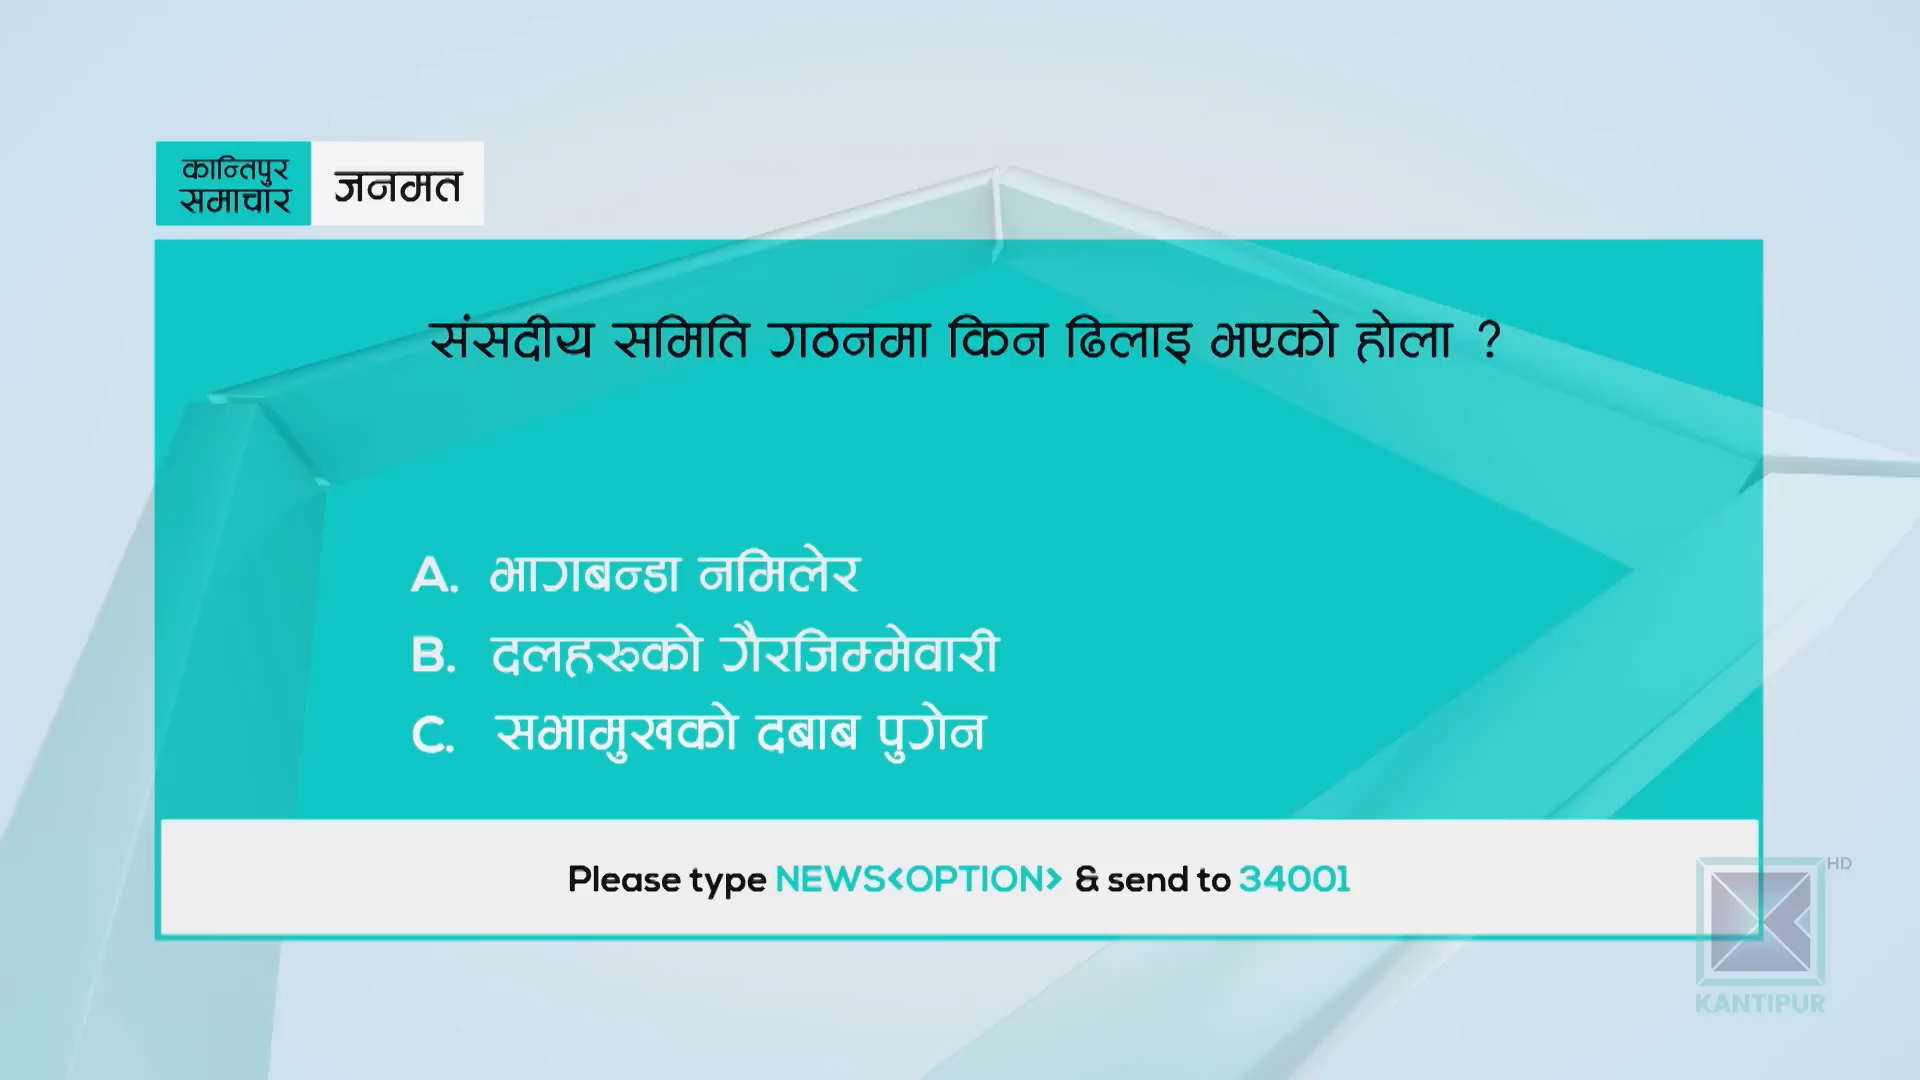 कान्तिपुर
समाचार
जनमत
संसदीय समिति गठनमा किन ढिलाइ भएको होला ?
A. भागबन्डा नमिलेर
B. दलहरुको गैरजिम्मेवारी
C. सभामुखको दबाब पुगेन
Please type NEWS<OPTION> & send to 34001
HD
KANTIPUR